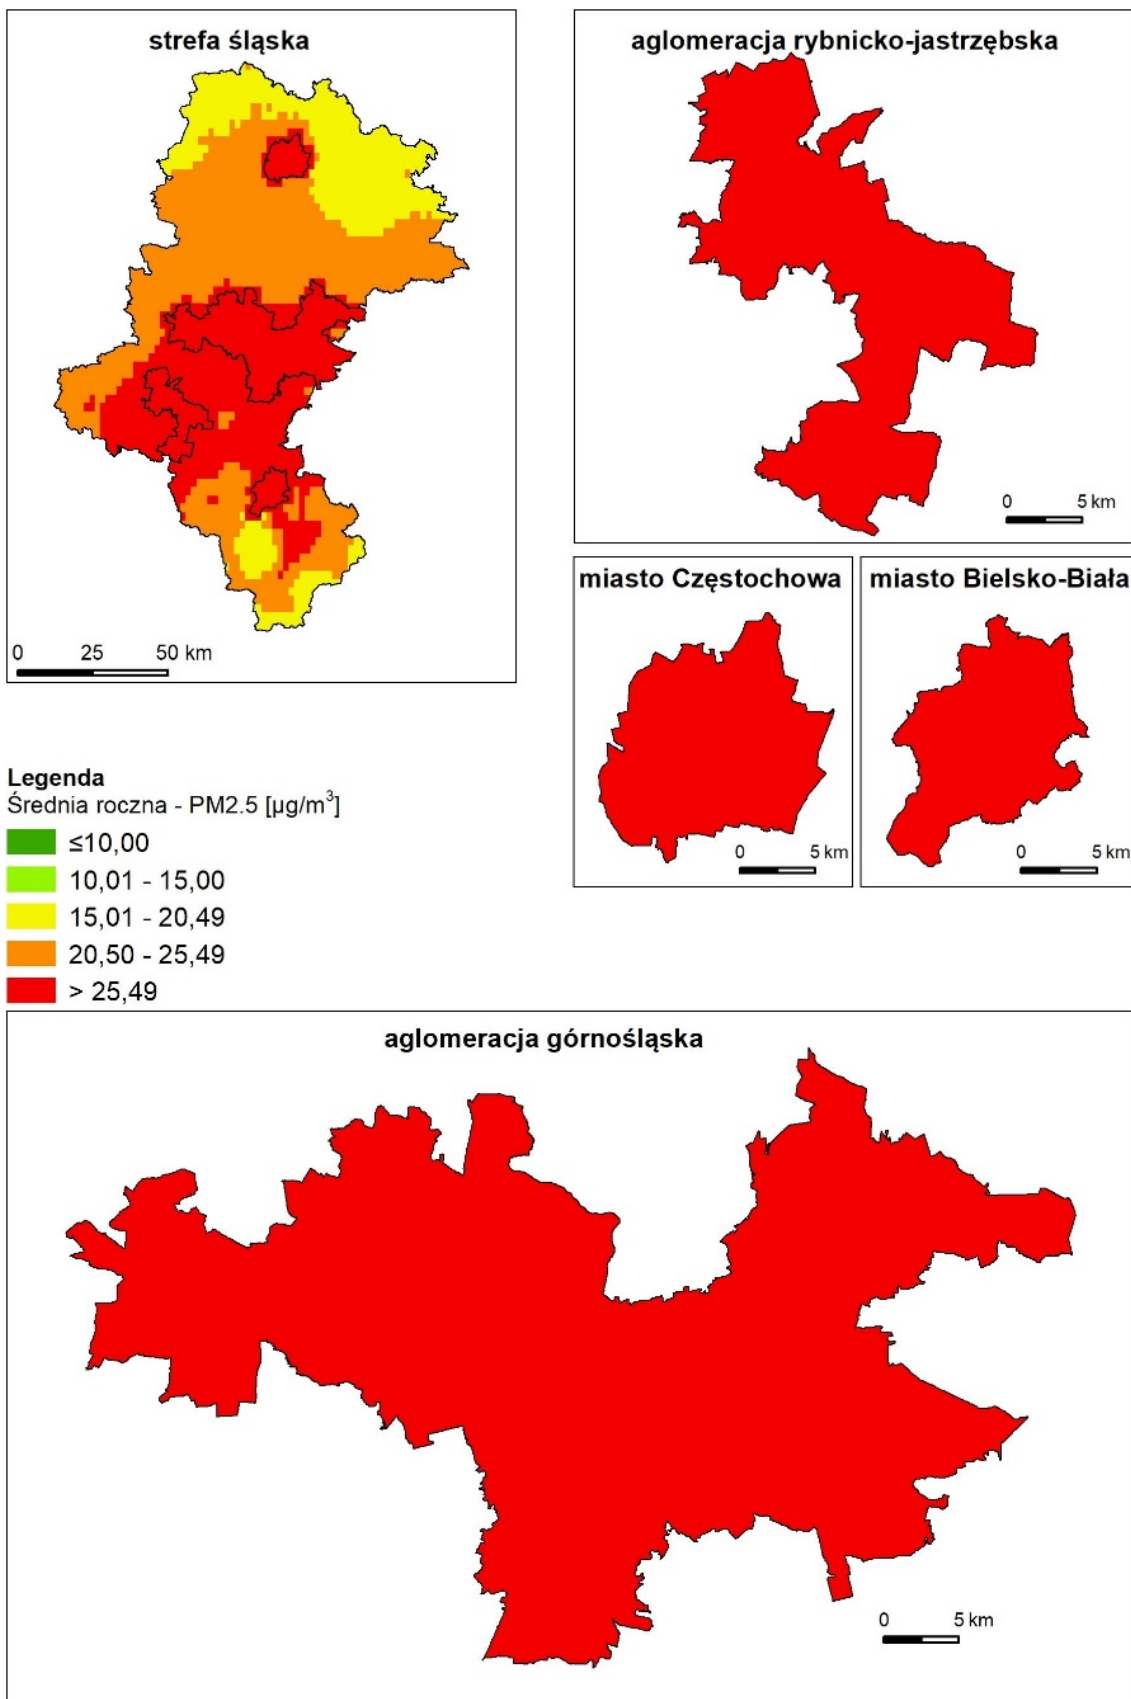 strefa śląska
0 25 50 km
aglomeracja rybnicko-jastrzębska
0 5 km
miasto Częstochowa
0 5 km
miasto Bielsko-Biała
0 5 km
Legenda
Średnia roczna - PM2.5 [µg/m³]
≤10,00
10,01 - 15,00
15,01 - 20,49
20,50 - 25,49
> 25,49
aglomeracja górnośląska
0 5 km